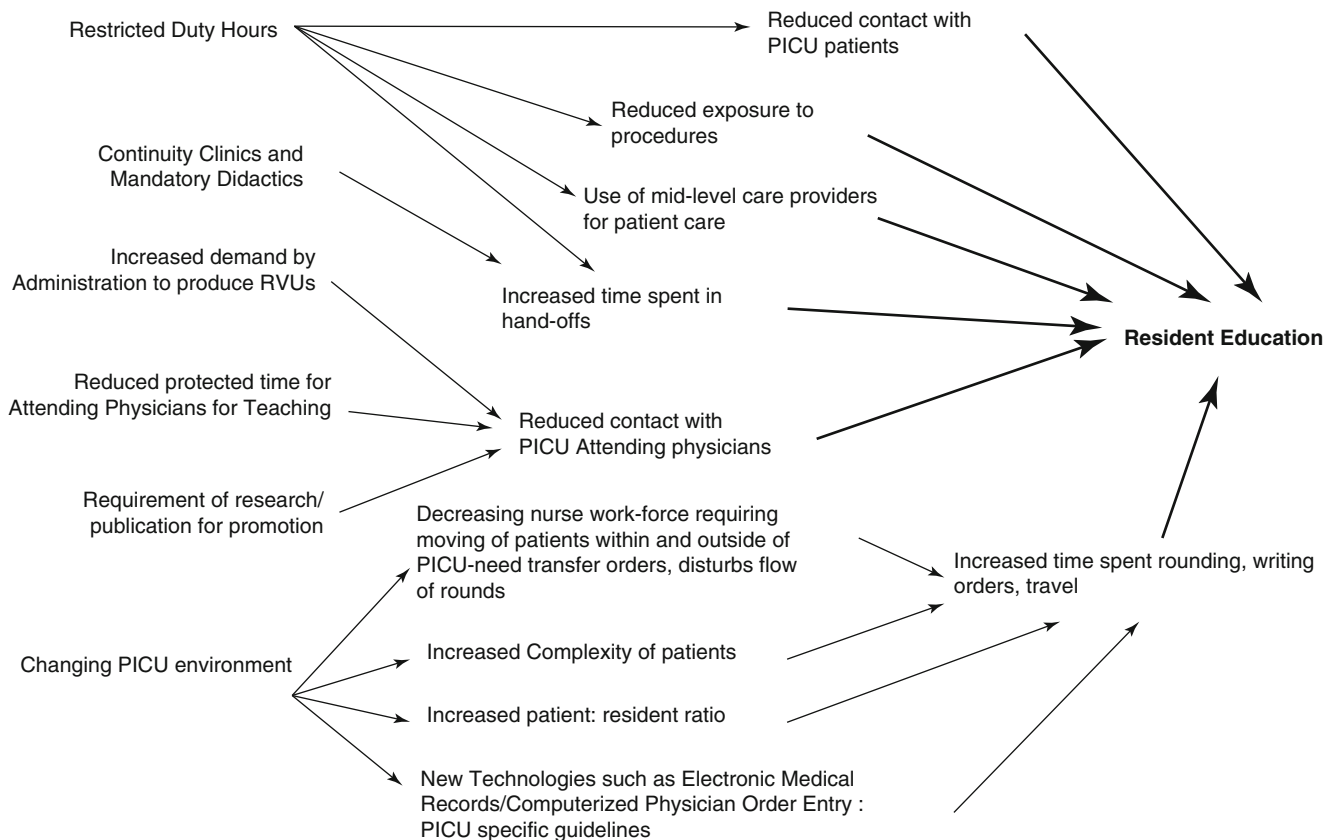 Restricted Duty Hours
Reduced contact with
PICU patients
Reduced exposure to
procedures
Continuity Clinics and
Mandatory Didactics
Use of mid-level care providers
for patient care
Increased demand by
Administration to produce RVUs
Increased time spent in
hand-offs
Resident Education
Reduced protected time for
Attending Physicians for Teaching
Reduced contact with
PICU Attending physicians
Requirement of research/
publication for promotion
Decreasing nurse work-force requiring
moving of patients within and outside of
PICU-need transfer orders, disturbs flow
of rounds
Increased time spent rounding, writing
orders, travel
Changing PICU environment
Increased Complexity of patients
Increased patient: resident ratio
New Technologies such as Electronic Medical
Records/Computerized Physician Order Entry :
PICU specific guidelines